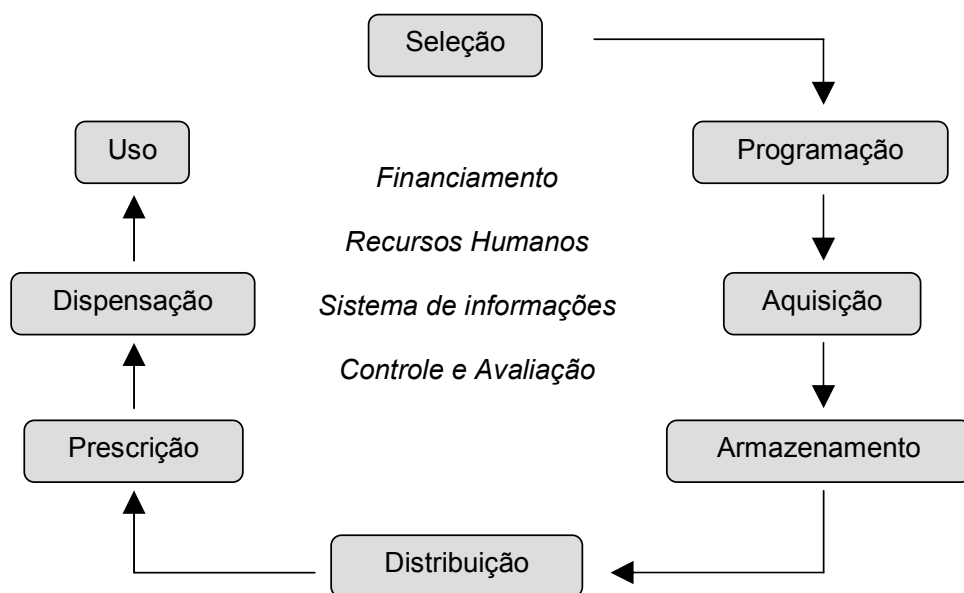 Seleção
Uso
Programação
Financiamento
Recursos Humanos
Dispensação
Sistema de informações
Aquisição
Controle e Avaliação
Prescrição
Armazenamento
Distribuição